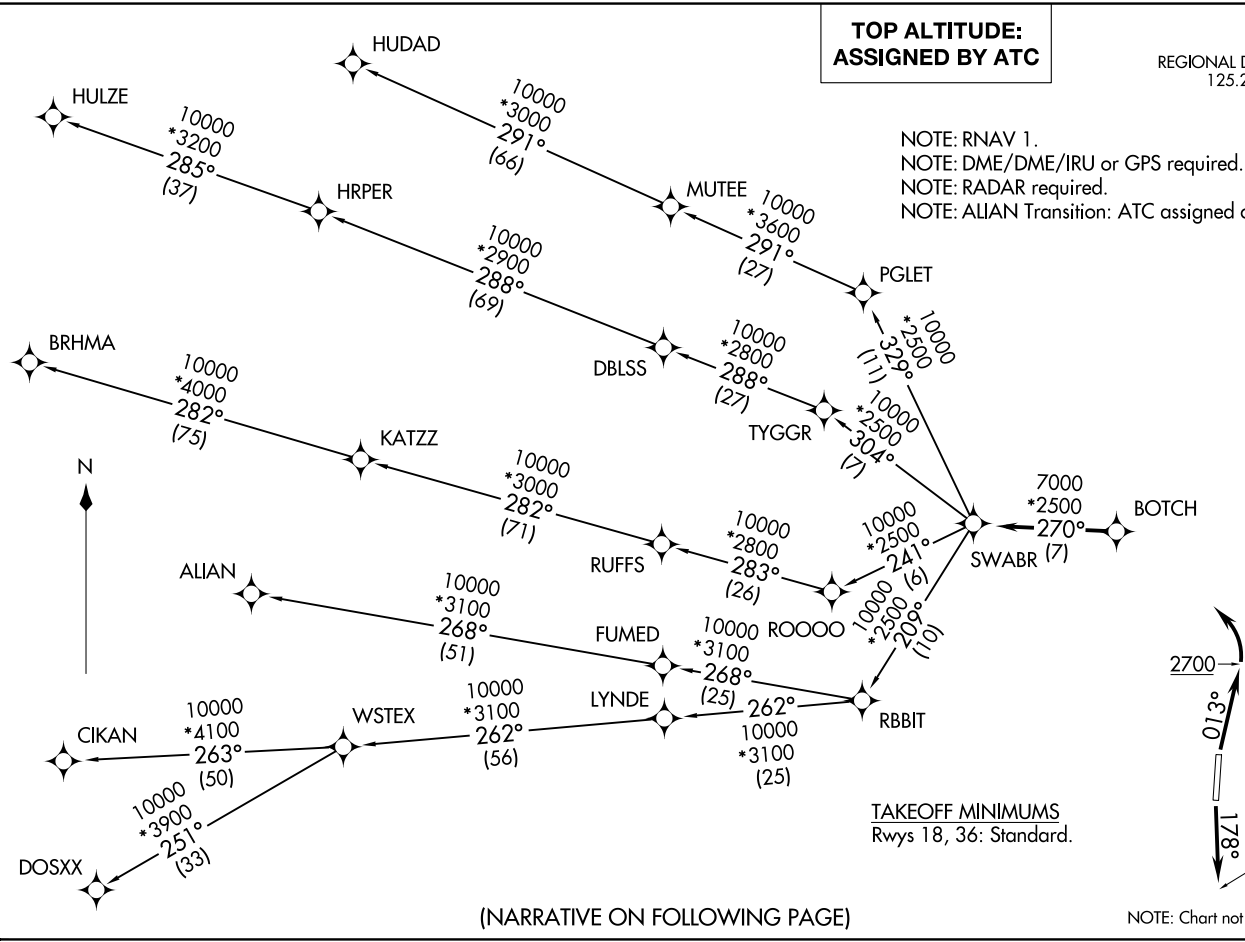 TOP ALTITUDE:
ASSIGNED BY ATC
REGIONAL D
125.2
NOTE: RNAV 1.
NOTE: DME/DME/IRU or GPS required.
NOTE: RADAR required.
NOTE: ALIAN Transition: ATC assigned
HUDAD
10000
*3000
291°
(66)
HULZE
10000
*3200
285°
(37)
HRPER
MUTEE
10000
*3600
291°
(27)
PGLET
10000
*2900
288°
(69)
10000
*2500
329°
(11)
BRHMA
10000
*4000
282°
(75)
DBLSS
10000
*2800
288°
(27)
TYGGR
10000
*2500
304°
(7)
KATZZ
N
10000
*3000
282°
(71)
RUFFS
10000
*2800
283°
(26)
ROOOO
10000
*2500
241°
(6)
SWABR
7000
*2500
270°
(7)
BOTCH
10000
*2500
209°
(10)
ALIAN
10000
*3100
268°
(51)
FUMED
10000
*3100
268°
(25)
RBBIT
2700
013°
178°
CIKAN
10000
*4100
263°
(50)
WSTEX
10000
*3100
262°
(56)
LYNDE
262°
10000
*3100
(25)
10000
*3900
251°
(33)
DOSXX
TAKEOFF MINIMUMS
Rwys 18, 36: Standard.
(NARRATIVE ON FOLLOWING PAGE)
NOTE: Chart not